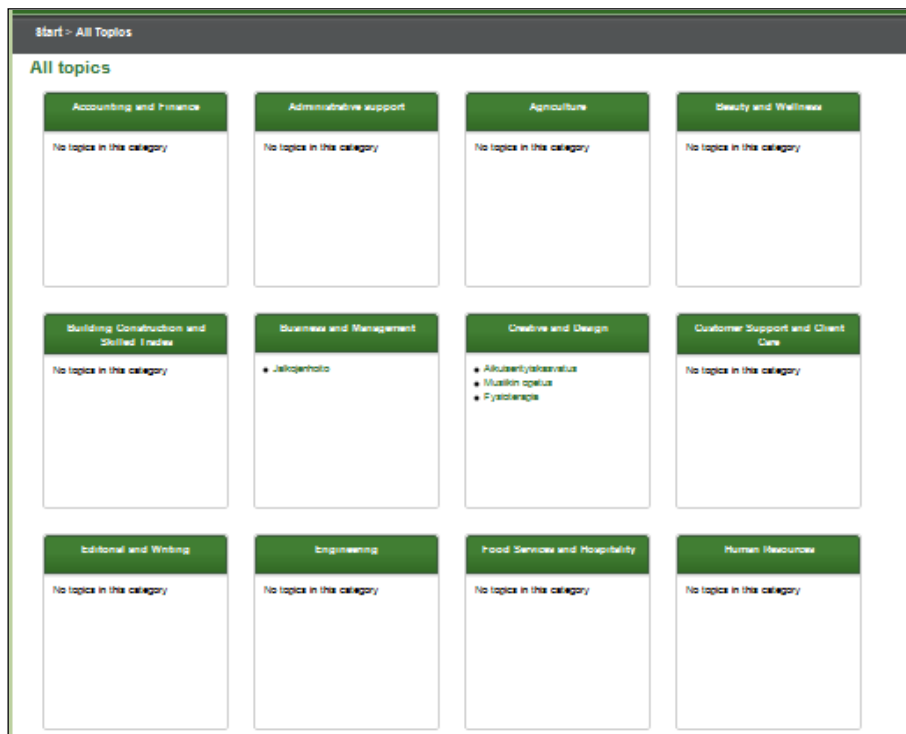 Start > All Topics
All topics
Accounting and Finance
Administrative support
Agriculture
Beauty and Wellness
No topics in this category
No topics in this category
No topics in this category
No topics in this category
Building Construction and
Skilled Trades
Business and Management
Creative and Design
Customer Support and Client
Care
No topics in this category
Jalkojenhoito
Musiikin opetus
Fysioterapia
No topics in this category
Editorial and Writing
Engineering
Food Services and Hospitality
Human Resources
No topics in this category
No topics in this category
No topics in this category
No topics in this category